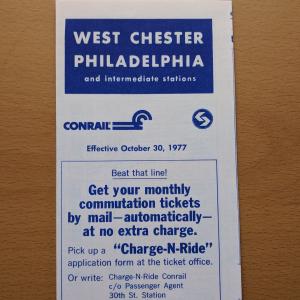 WEST CHESTER
PHILADELPHIA
and intermediate stations
CONRAIL
S
Effective October 30, 1977
Beat that line!
Get your monthly
commutation tickets
by mail—automatically—
at no extra charge.
Pick up a "Charge-N-Ride"
application form at the ticket office.
Or write: Charge-N-Ride Conrail
c/o Passenger Agent
30th St. Station